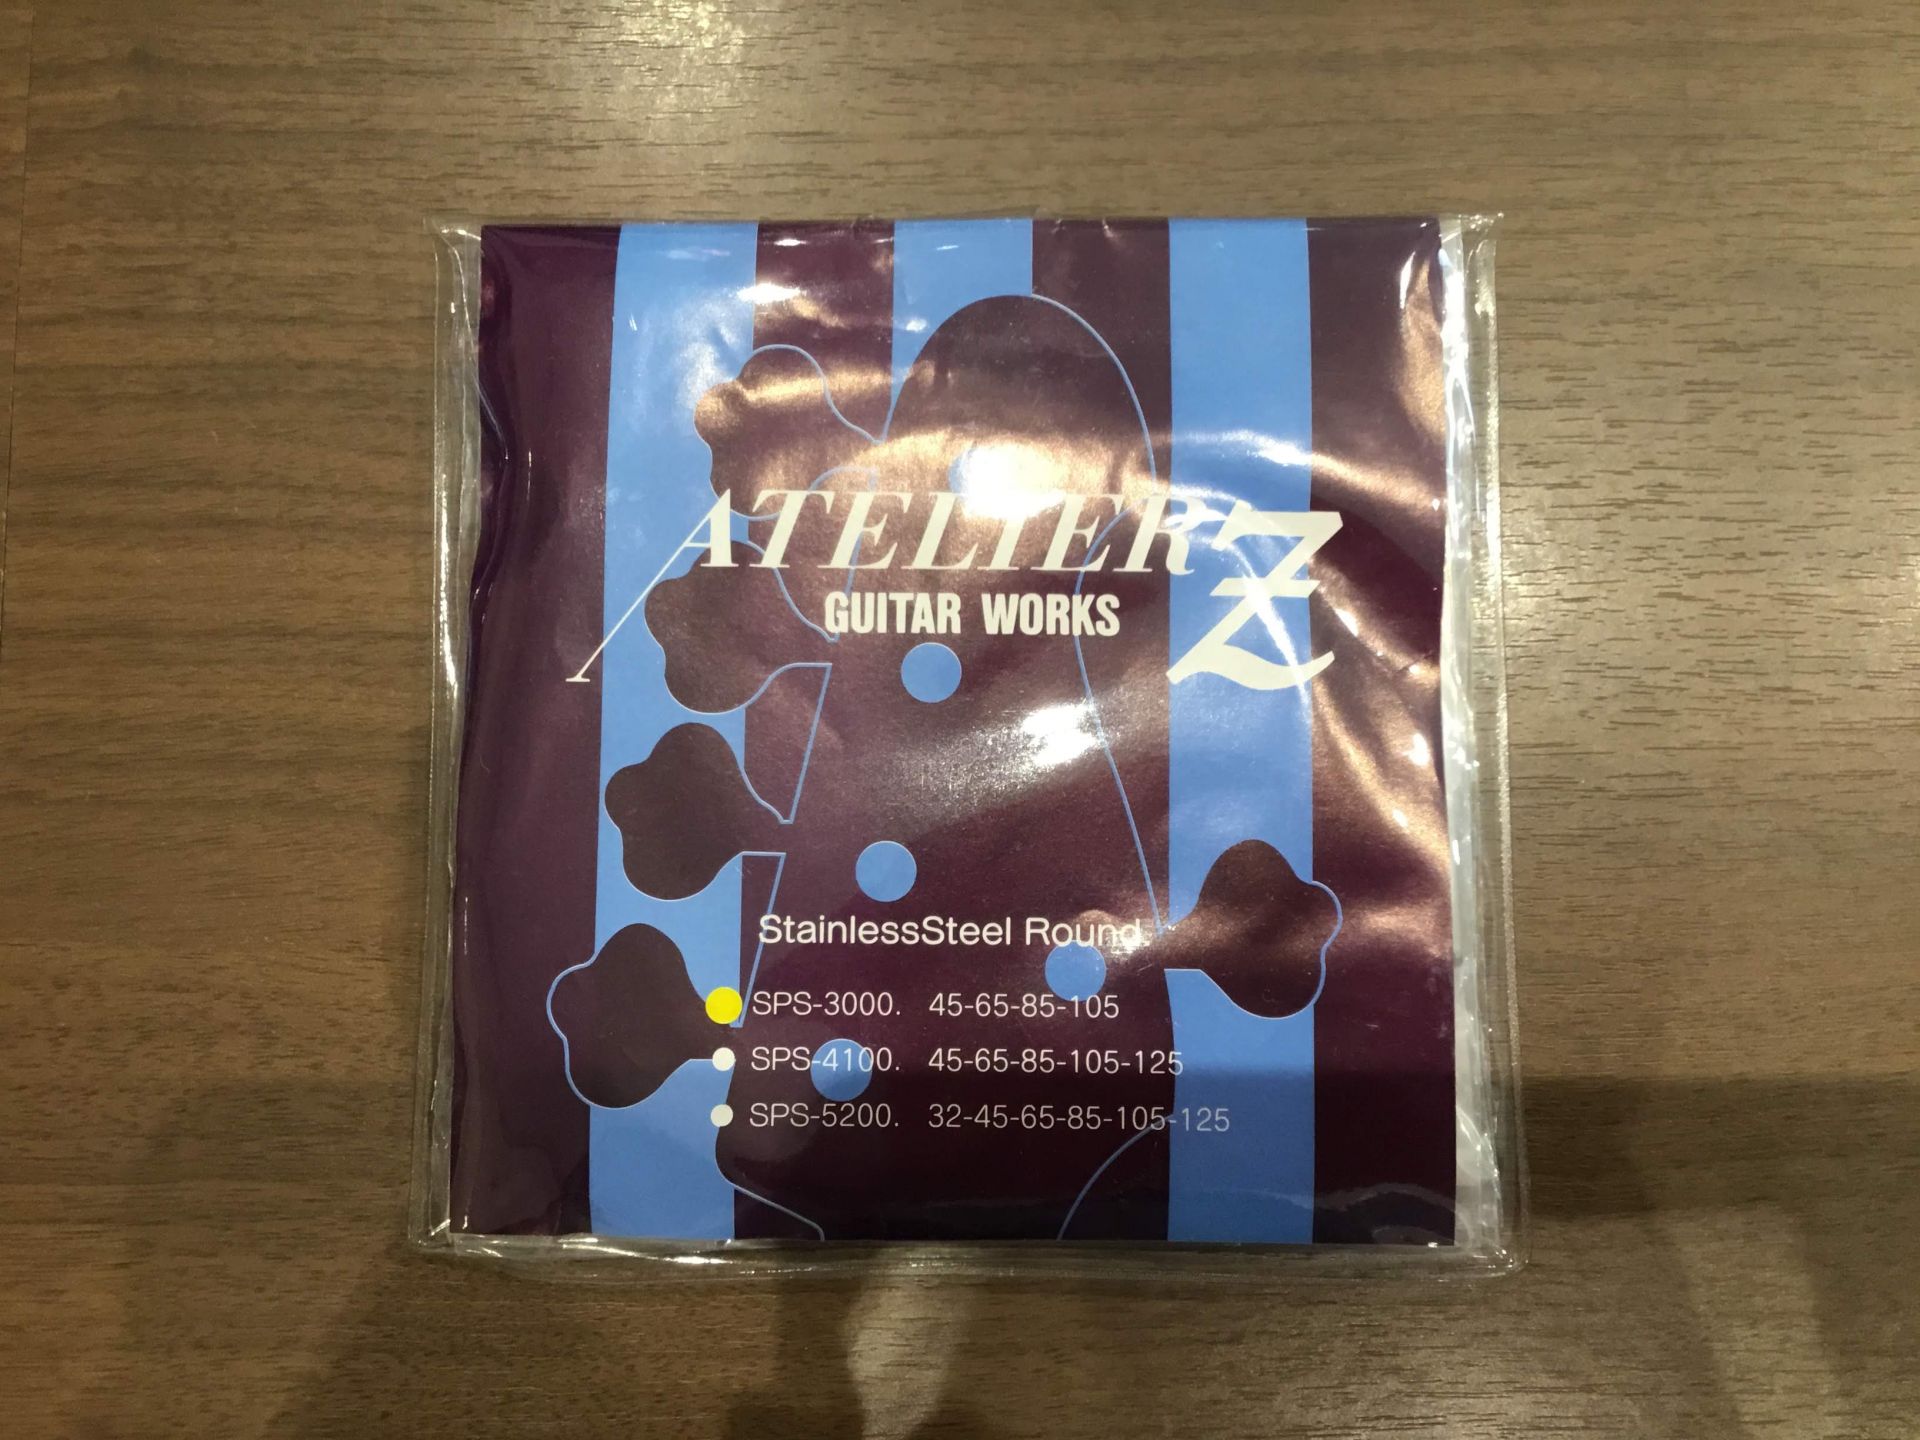 ATELIER Z
GUITAR WORKS
StainlessSteel Round.
SPS-3000. 45-65-85-105
SPS-4100. 45-65-85-105-125
SPS-5200. 32-45-65-85-105-125